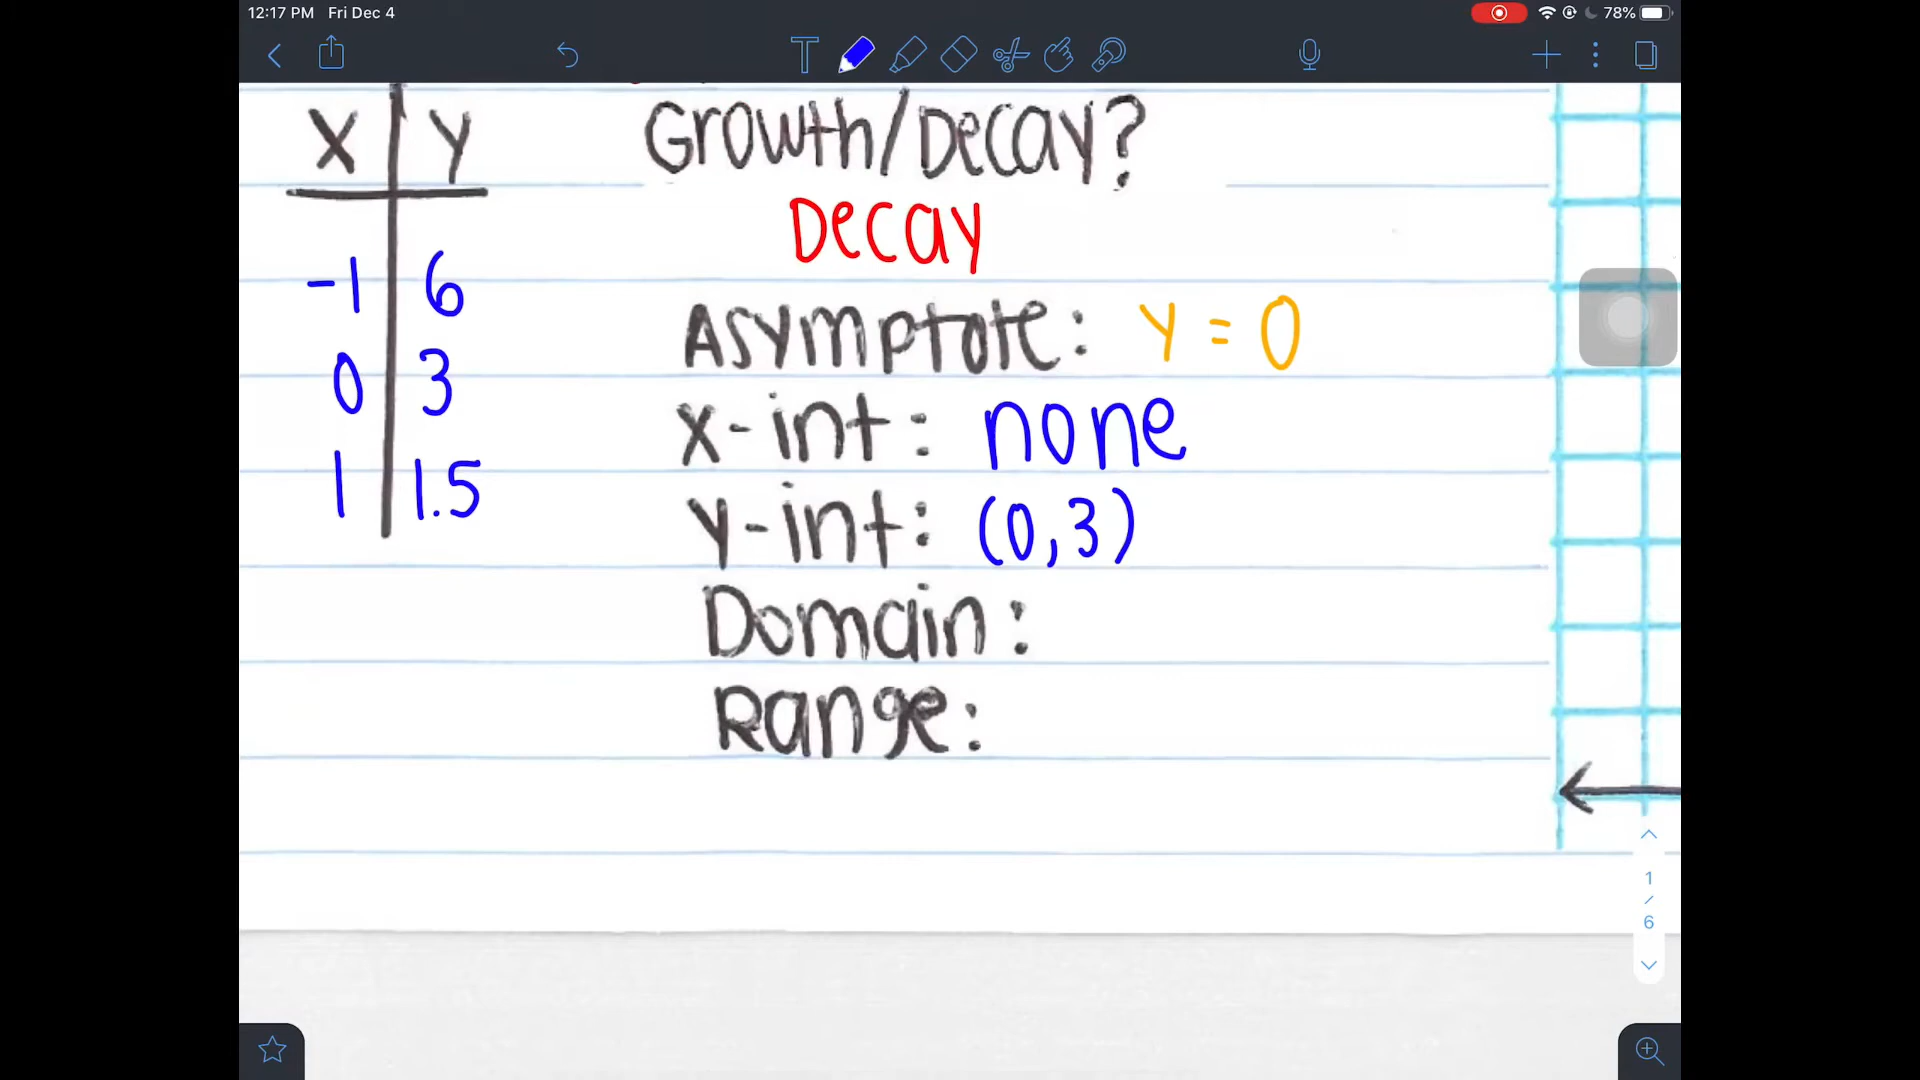 12:17 PM Fri Dec 4
78%
T
X Y
-1 6
0 3
1 1.5
Growth/Decay?
Decay
Asymptote: y = 0
x-int: none
y-int: (0,3)
Domain:
Range:
1
/
6